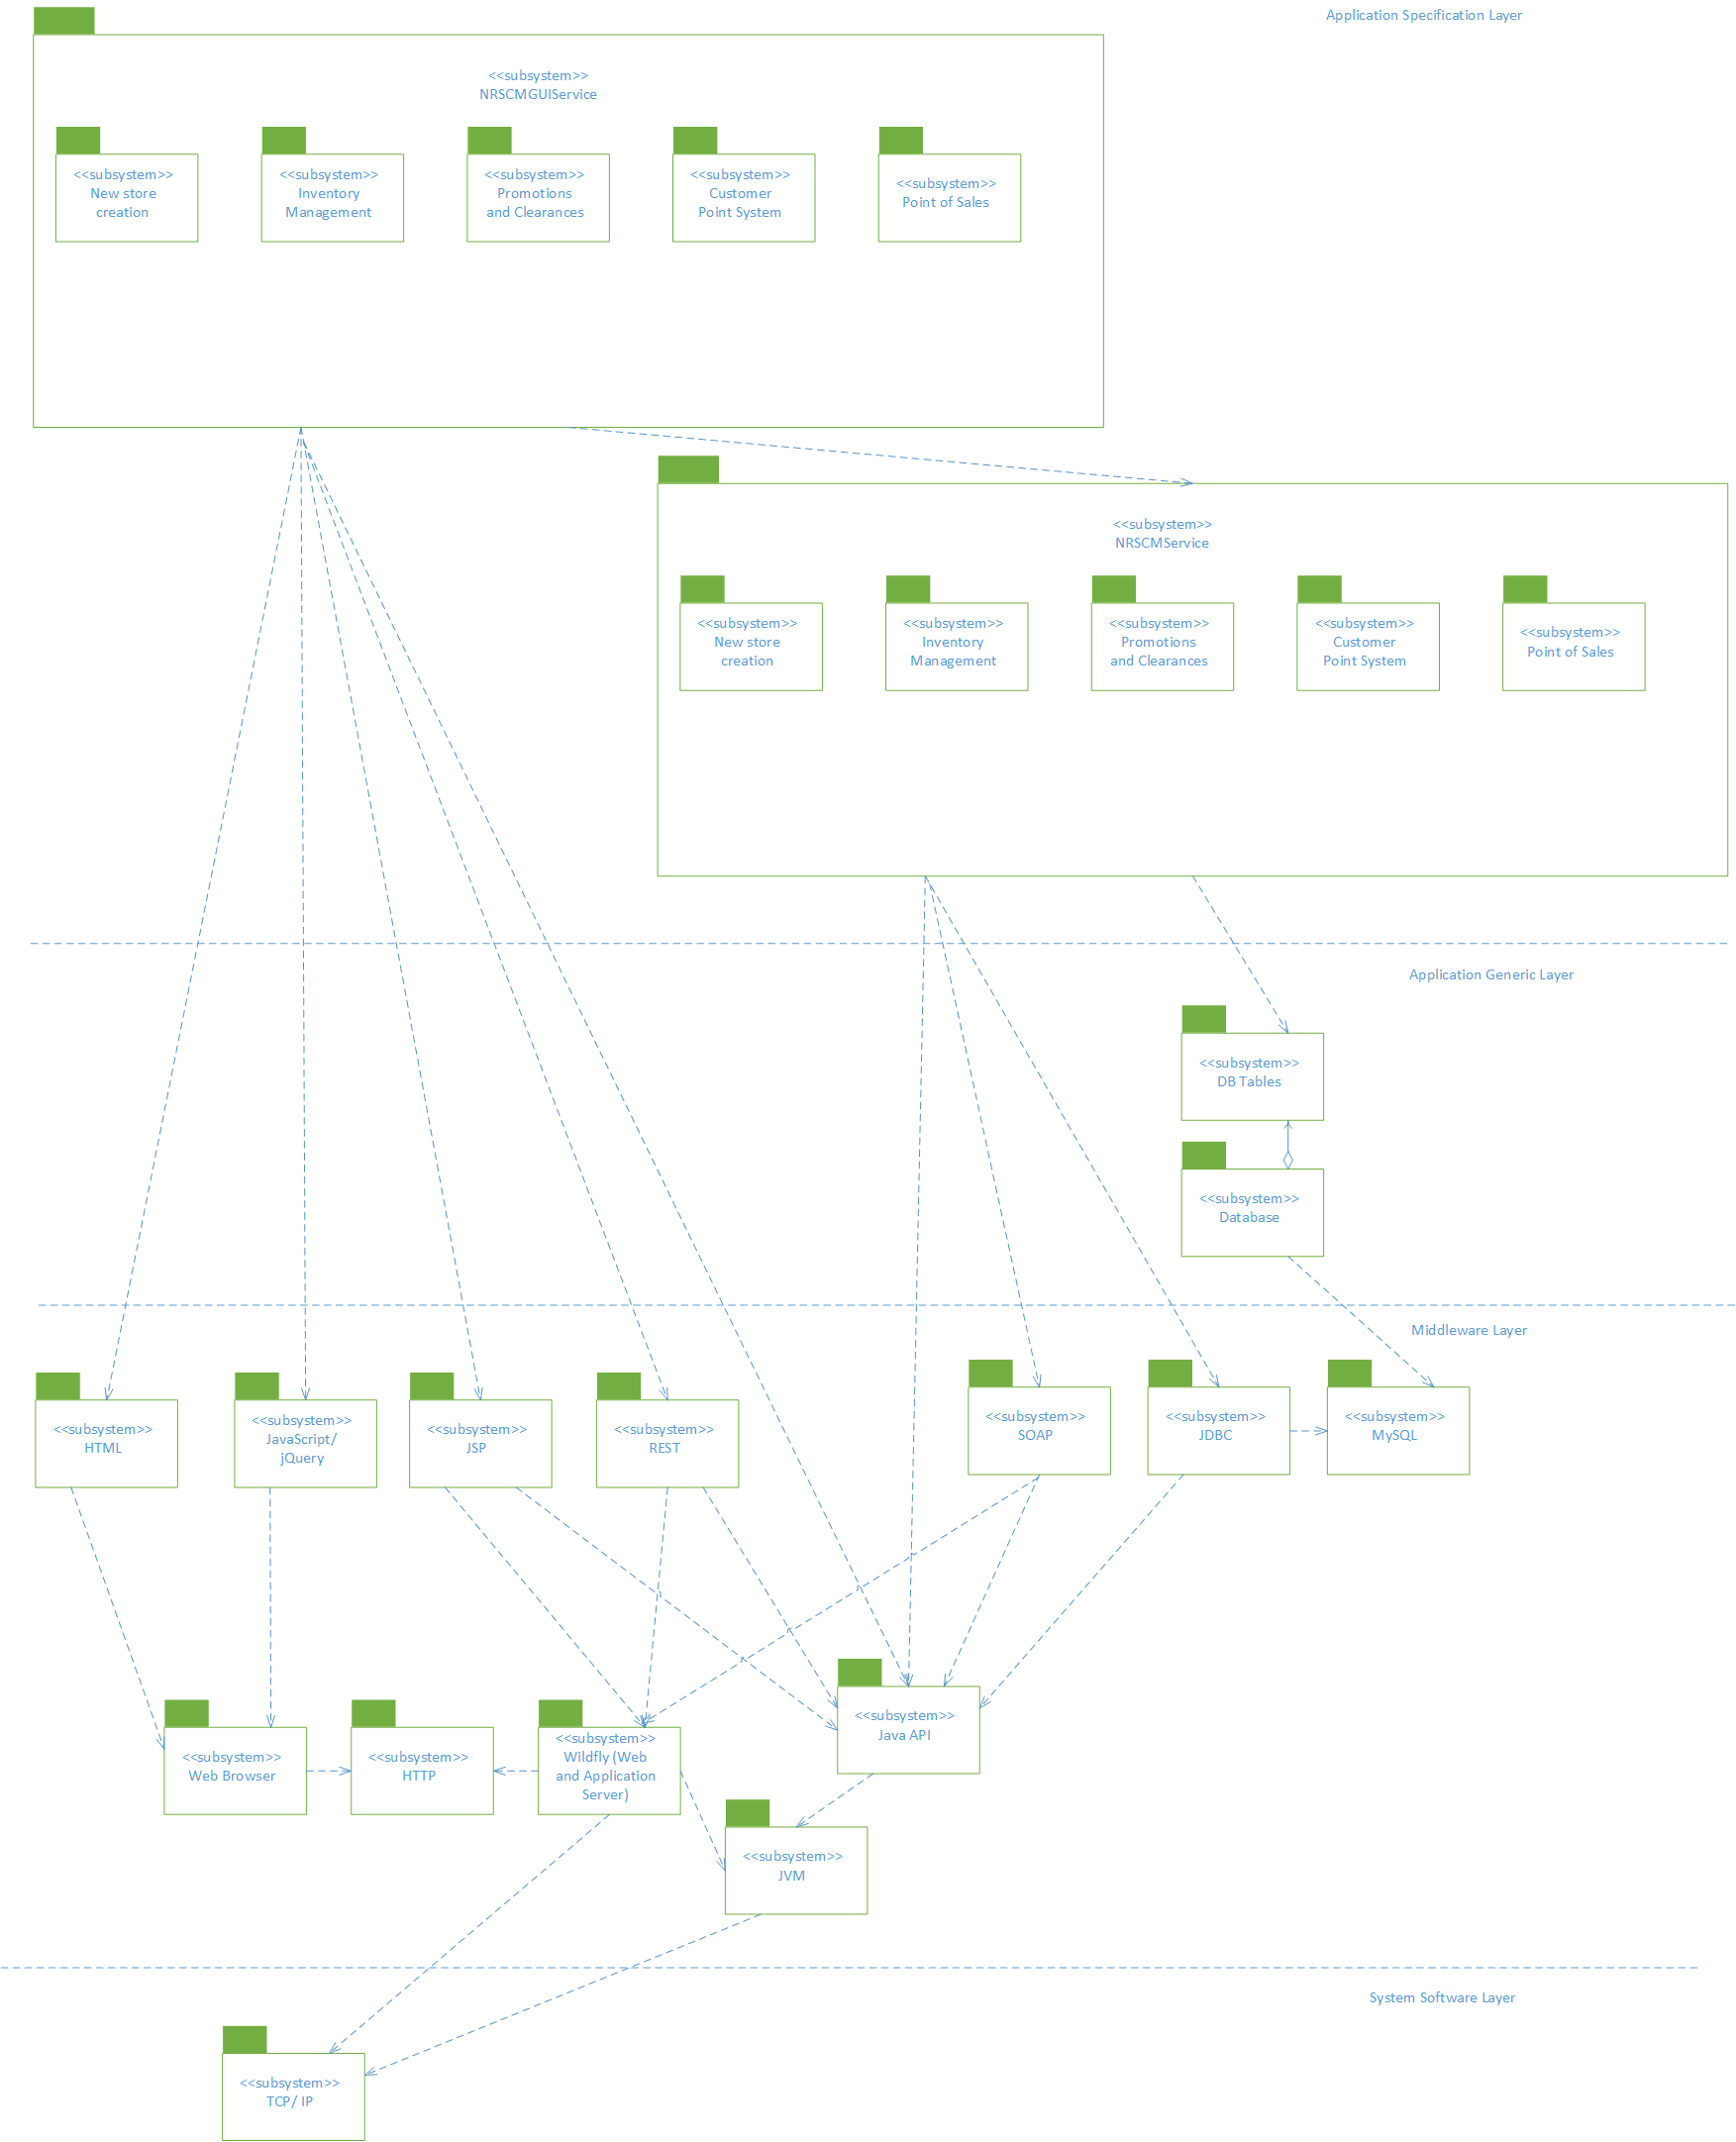 Application Specification Layer
<<subsystem>>
NRSCMGUIService
<<subsystem>>
New store
creation
<<subsystem>>
Inventory
Management
<<subsystem>>
Promotions
and Clearances
<<subsystem>>
Customer
Point System
<<subsystem>>
Point of Sales
<<subsystem>>
NRSCMService
<<subsystem>>
New store
creation
<<subsystem>>
Inventory
Management
<<subsystem>>
Promotions
and Clearances
<<subsystem>>
Customer
Point System
<<subsystem>>
Point of Sales
Application Generic Layer
<<subsystem>>
DB Tables
<<subsystem>>
Database
Middleware Layer
<<subsystem>>
HTML
<<subsystem>>
JavaScript/
jQuery
<<subsystem>>
JSP
<<subsystem>>
REST
<<subsystem>>
SOAP
<<subsystem>>
JDBC
<<subsystem>>
MySQL
<<subsystem>>
Web Browser
<<subsystem>>
HTTP
<<subsystem>>
Wildfly (Web
and Application
Server)
<<subsystem>>
Java API
<<subsystem>>
JVM
System Software Layer
<<subsystem>>
TCP/ IP